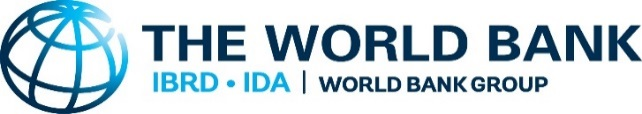 THE WORLD BANK
IBRD • IDA | WORLD BANK GROUP